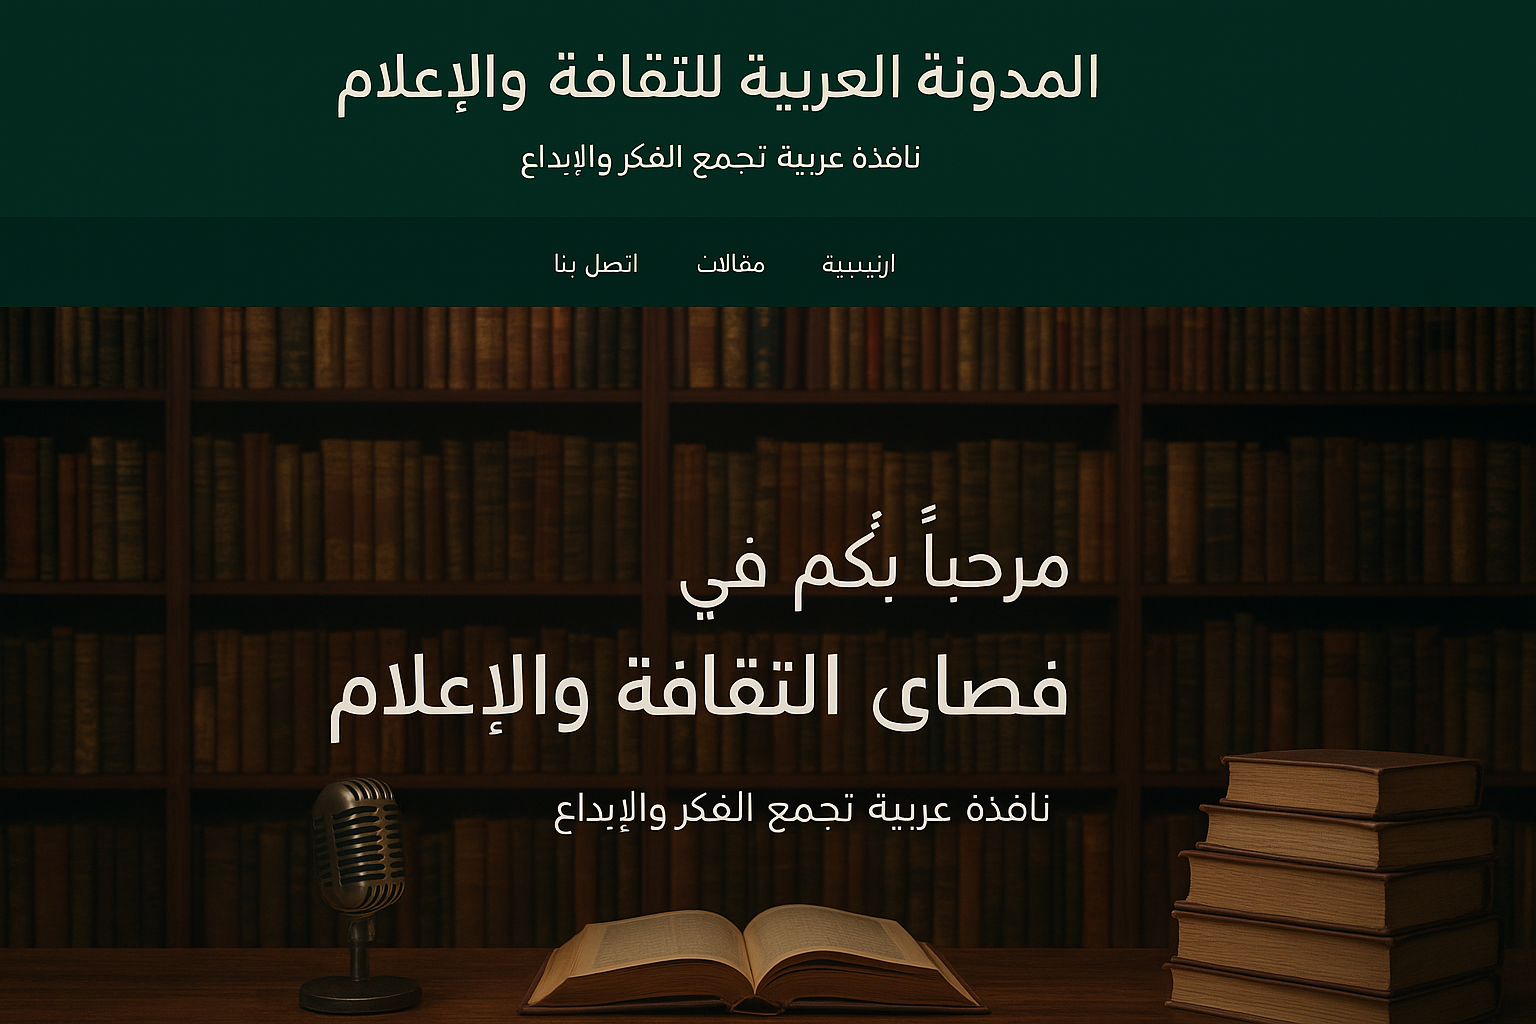 المدونة العربية للتقافة والإعلام
نافذة عربية تجمع الفكر والإبداع
اتصل بنا مقالات
مرحباً بكم في
فصاى التقافة والإعلام
نافذة عربية تجمع الفكر والإبداع